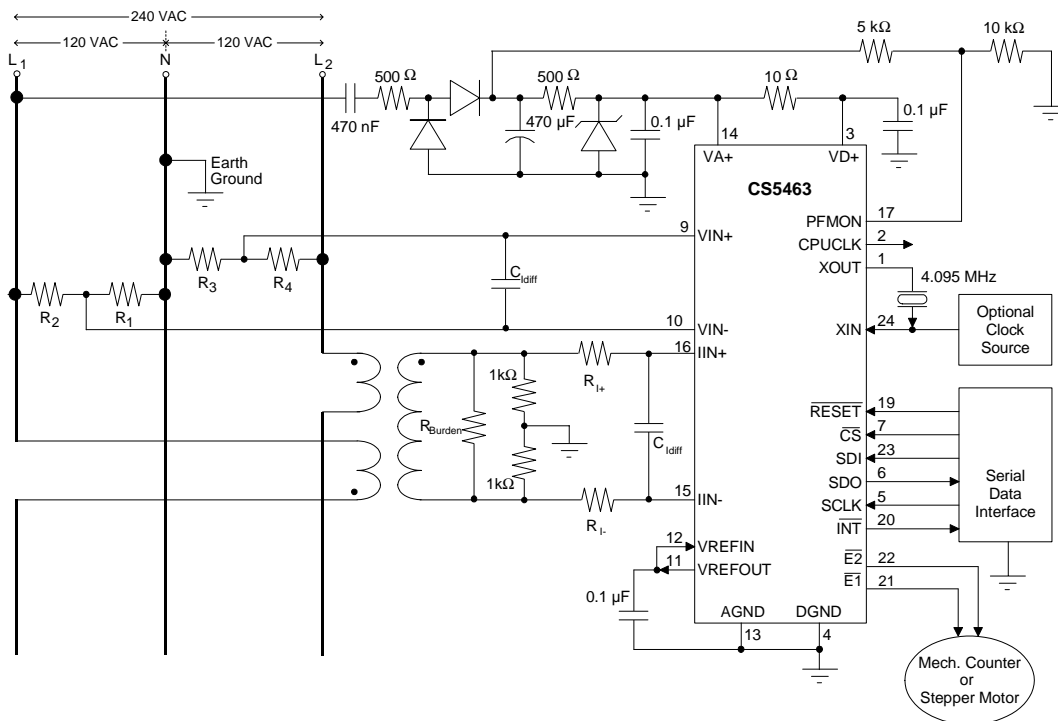 240 VAC
120 VAC
120 VAC
L1
N
L2
5 kΩ
10 kΩ
500 Ω
500 Ω
10 Ω
470 nF
470 µF
0.1 µF
0.1 µF
Earth
Ground
14
3
VA+
VD+
CS5463
PFMON
17
CPUCLK
2
XOUT
1
4.095 MHz
XIN
24
Optional
Clock
Source
9
VIN+
R3
R4
CIdiff
R2
R1
10
VIN-
16
IIN+
1kΩ
RI+
RBurden
CIdiff
1kΩ
15
IIN-
RI-
RESET
19
CS
7
SDI
23
SDO
6
SCLK
5
INT
20
Serial
Data
Interface
12
VREFIN
11
VREFOUT
E2
22
E1
21
0.1 µF
AGND
DGND
13
4
Mech. Counter
or
Stepper Motor